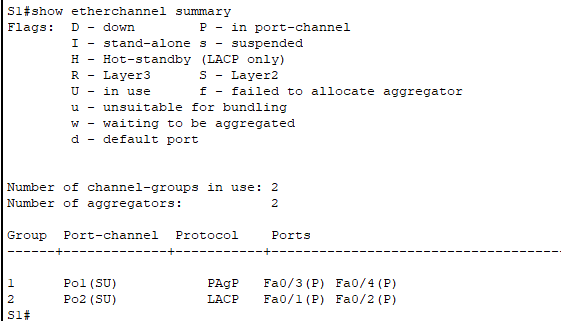 S1#show etherchannel summary
Flags:  D - down        P - in port-channel
        I - stand-alone s - suspended
        H - Hot-standby (LACP only)
        R - Layer3      S - Layer2
        U - in use      f - failed to allocate aggregator
        u - unsuitable for bundling
        w - waiting to be aggregated
        d - default port
Number of channel-groups in use: 2
Number of aggregators:           2
Group  Port-channel  Protocol    Ports
------+-------------+-----------+----------------------------------------------
1      Po1(SU)           PAgP   Fa0/3(P) Fa0/4(P)
2      Po2(SU)           LACP   Fa0/1(P) Fa0/2(P)
S1#